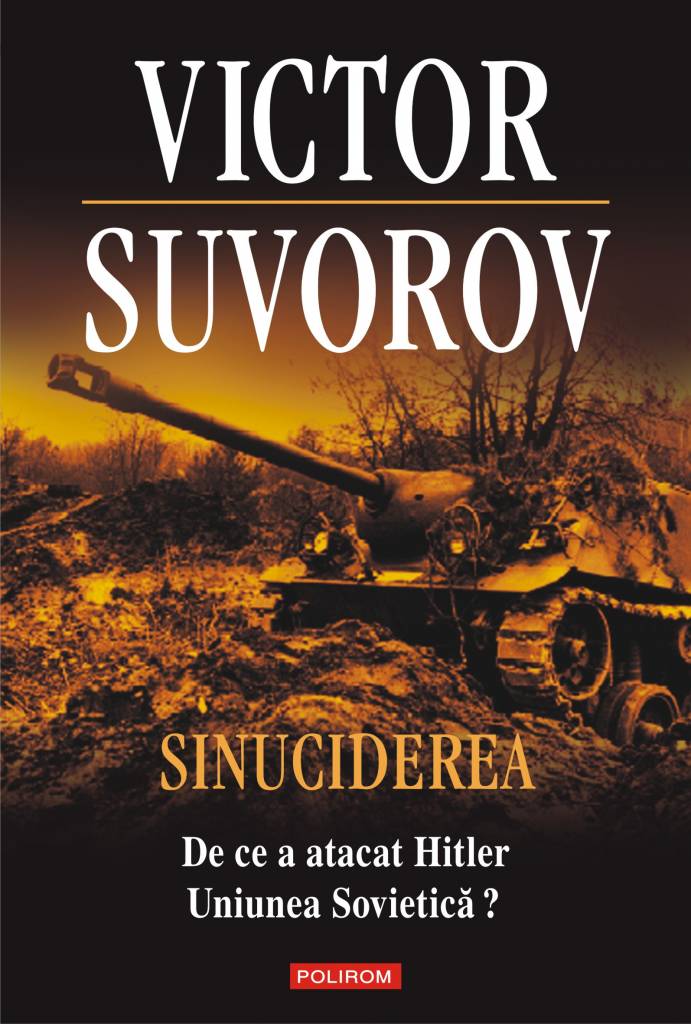 VICTOR
SUVOROV
SINUCIDEREA
De ce a atacat Hitler
Uniunea Sovietică ?
POLIROM